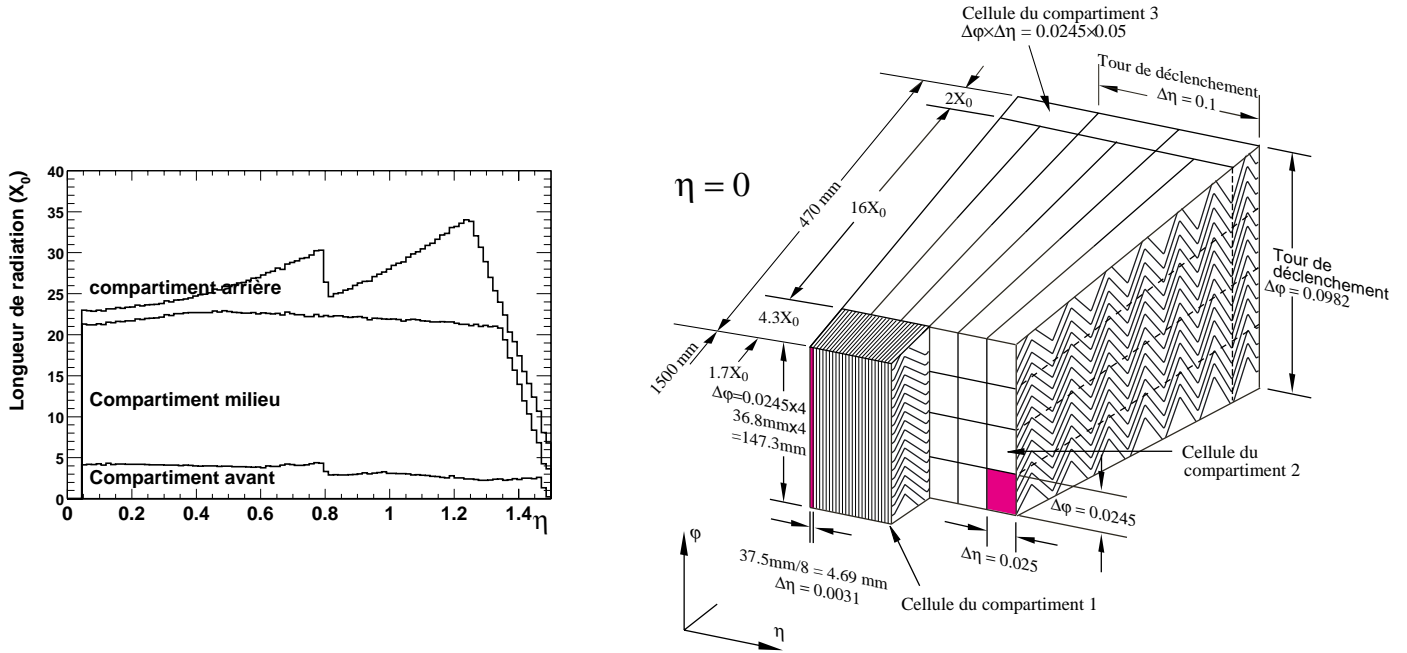 Longueur de radiation (X0)
40
35
30
25
20
15
10
5
0
compartiment arrière
Compartiment milieu
Compartiment avant
0 0.2 0.4 0.6 0.8 1 1.2 1.4 η
Cellule du compartiment 3
Δφ×Δη = 0.0245×0.05
Tour de déclenchement
Δη = 0.1
2X0
470 mm
16X0
η = 0
Tour de
déclenchement
Δφ = 0.0982
4.3X0
1500 mm
1.7X0
Δφ=0.0245x4
36.8mmx4
=147.3mm
Cellule du
compartiment 2
Δφ = 0.0245
Δη = 0.025
37.5mm/8 = 4.69 mm
Δη = 0.0031
Cellule du compartiment 1
φ
η